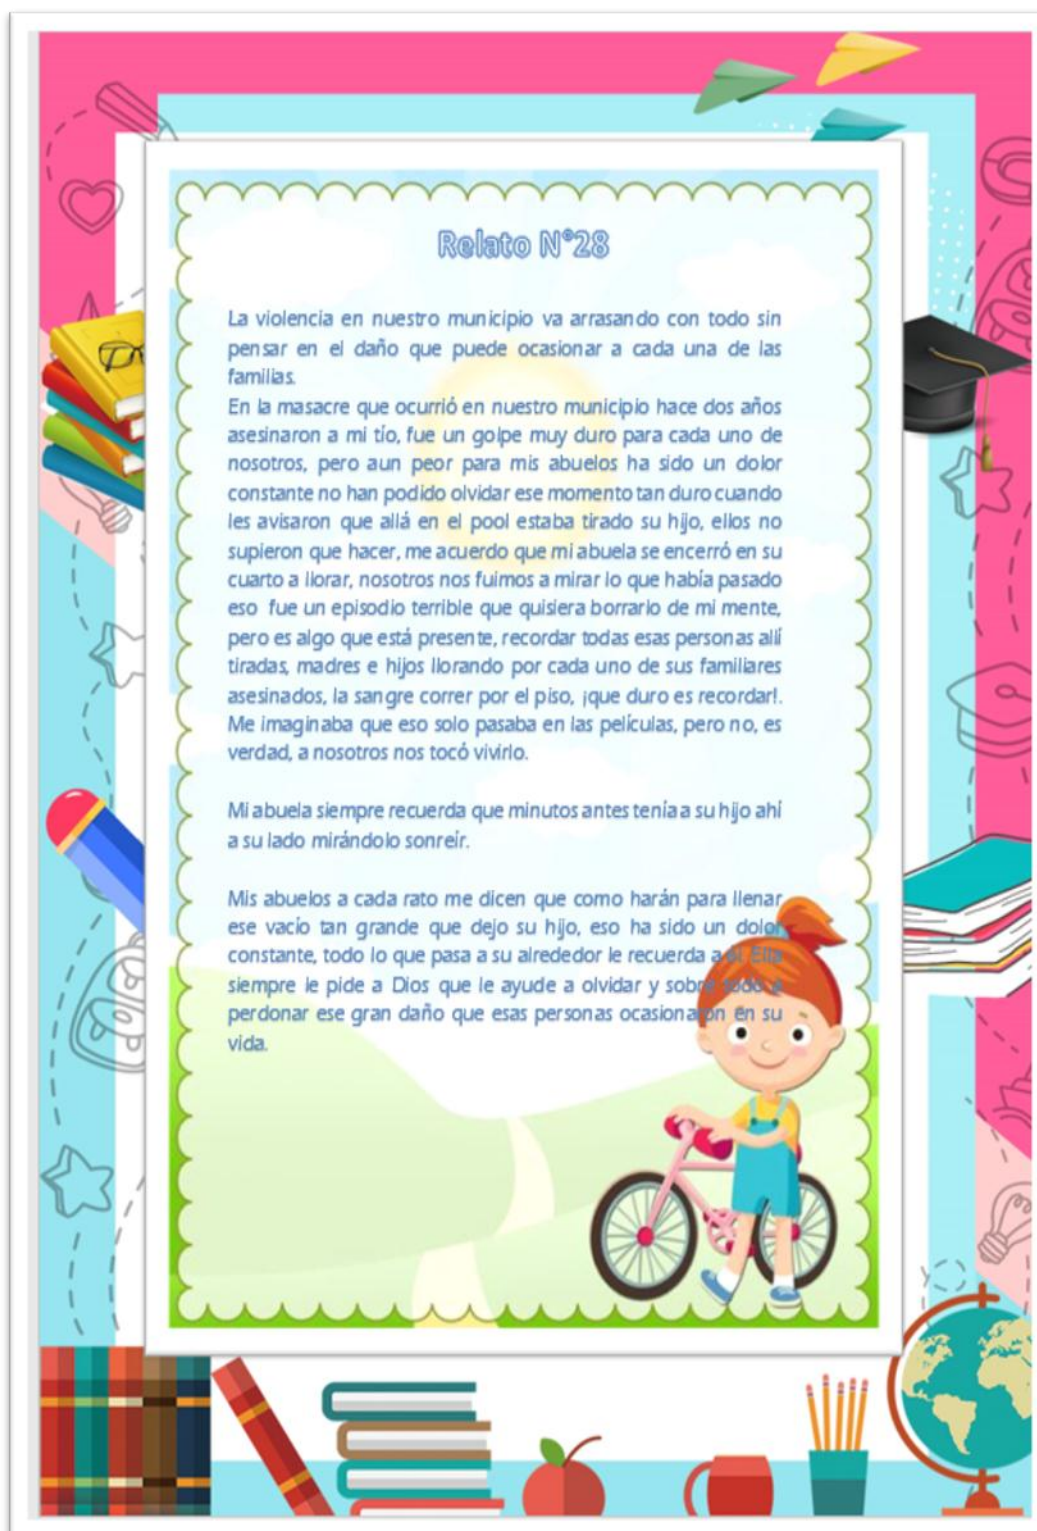 Relato N°28
La violencia en nuestro municipio va arrasando con todo sin
pensar en el daño que puede ocasionar a cada una de las
familias.
En la masacre que ocurrió en nuestro municipio hace dos años
asesinaron a mi tío, fue un golpe muy duro para cada uno de
nosotros, pero aun peor para mis abuelos ha sido un dolor
constante no han podido olvidar ese momento tan duro cuando
les avisaron que allá en el pool estaba tirado su hijo, ellos no
supieron que hacer, me acuerdo que mi abuela se encerró en su
cuarto a llorar, nosotros nos fuimos a mirar lo que había pasado
eso fue un episodio terrible que quisiera borrarlo de mi mente,
pero es algo que está presente, recordar todas esas personas allí
tiradas, madres e hijos llorando por cada uno de sus familiares
asesinados, la sangre correr por el piso, ¡que duro es recordar!.
Me imaginaba que eso solo pasaba en las películas, pero no, es
verdad, a nosotros nos tocó vivirlo.
Mi abuela siempre recuerda que minutos antes tenía a su hijo ahí
a su lado mirándolo sonreír.
Mis abuelos a cada rato me dicen que como harán para llenar
ese vacío tan grande que dejo su hijo, eso ha sido un dolor
constante, todo lo que pasa a su alrededor le recuerda a él. Ella
siempre le pide a Dios que le ayude a olvidar y sobre todo a
perdonar ese gran daño que esas personas ocasionaron en su
vida.